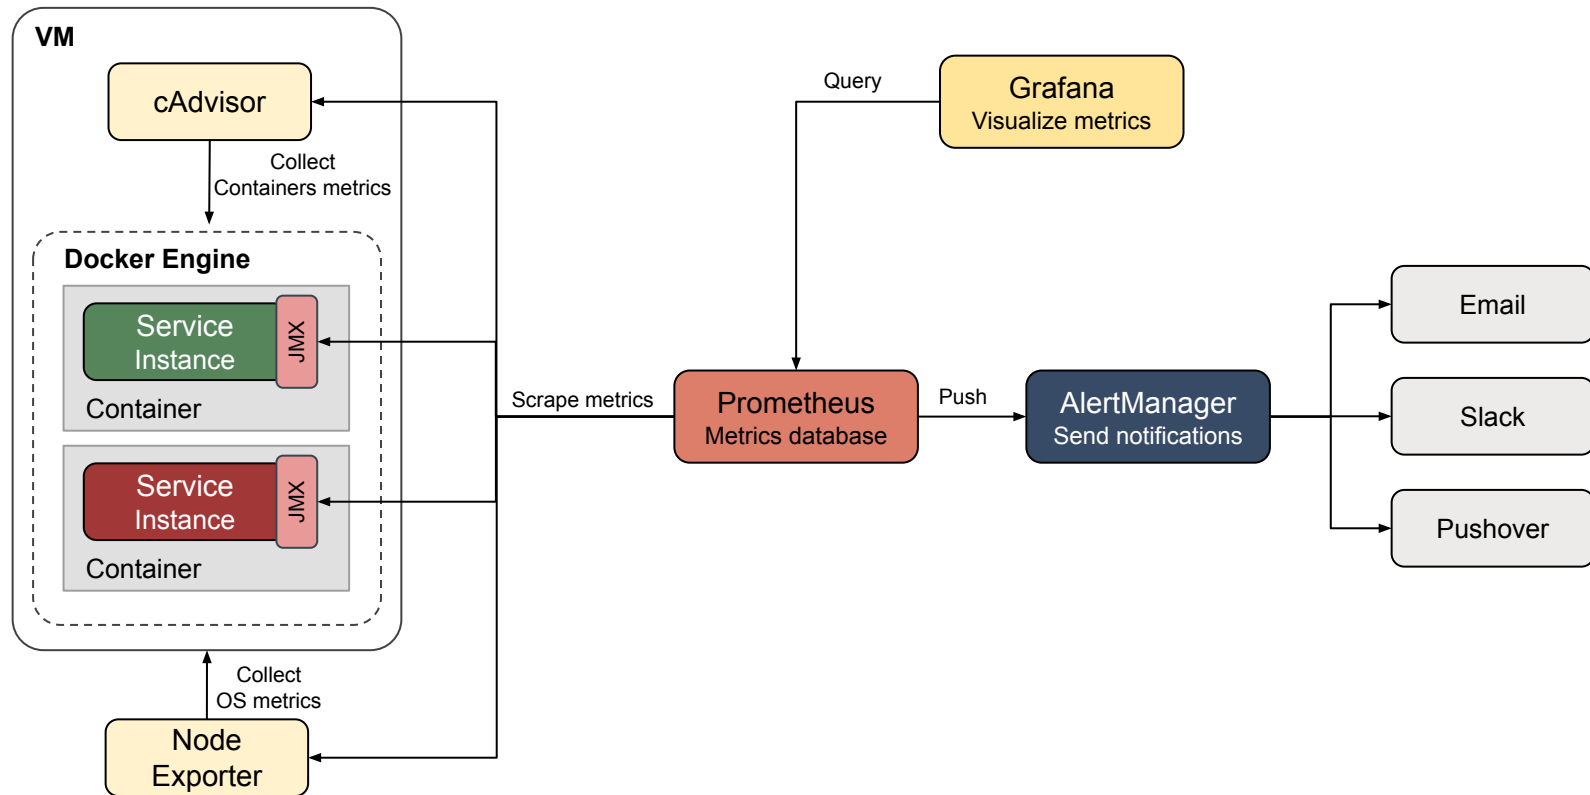 VM
cAdvisor
Collect
Containers metrics
Docker Engine
Service
Instance
JMX
Container
Service
Instance
JMX
Container
Collect
OS metrics
Node
Exporter
Scrape metrics
Query
Grafana
Visualize metrics
Prometheus
Metrics database
Push
AlertManager
Send notifications
Email
Slack
Pushover